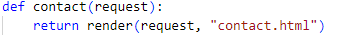 def contact(request):
    return render(request, "contact.html")